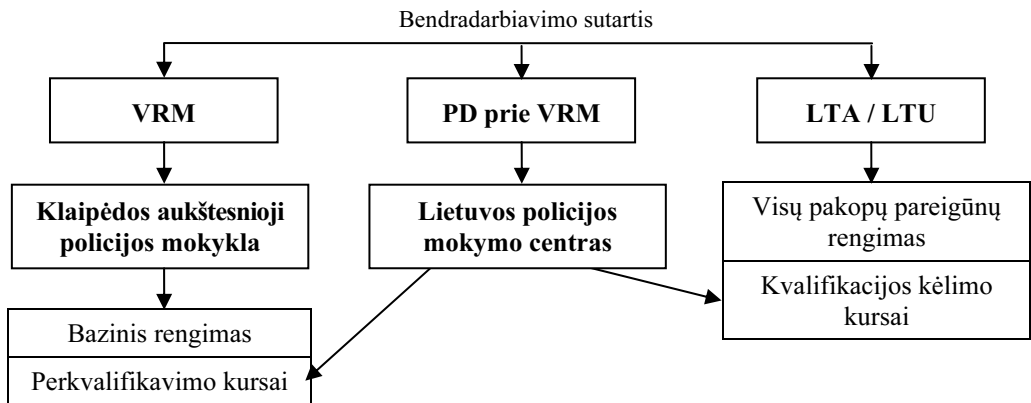 Bendradarbiavimo sutartis
VRM
PD prie VRM
LTA / LTU
Klaipėdos aukštesnioji
policijos mokykla
Lietuvos policijos
mokymo centras
Visų pakopų pareigūnų
rengimas
Kvalifikacijos kėlimo
kursai
Bazinis rengimas
Perkvalifikavimo kursai